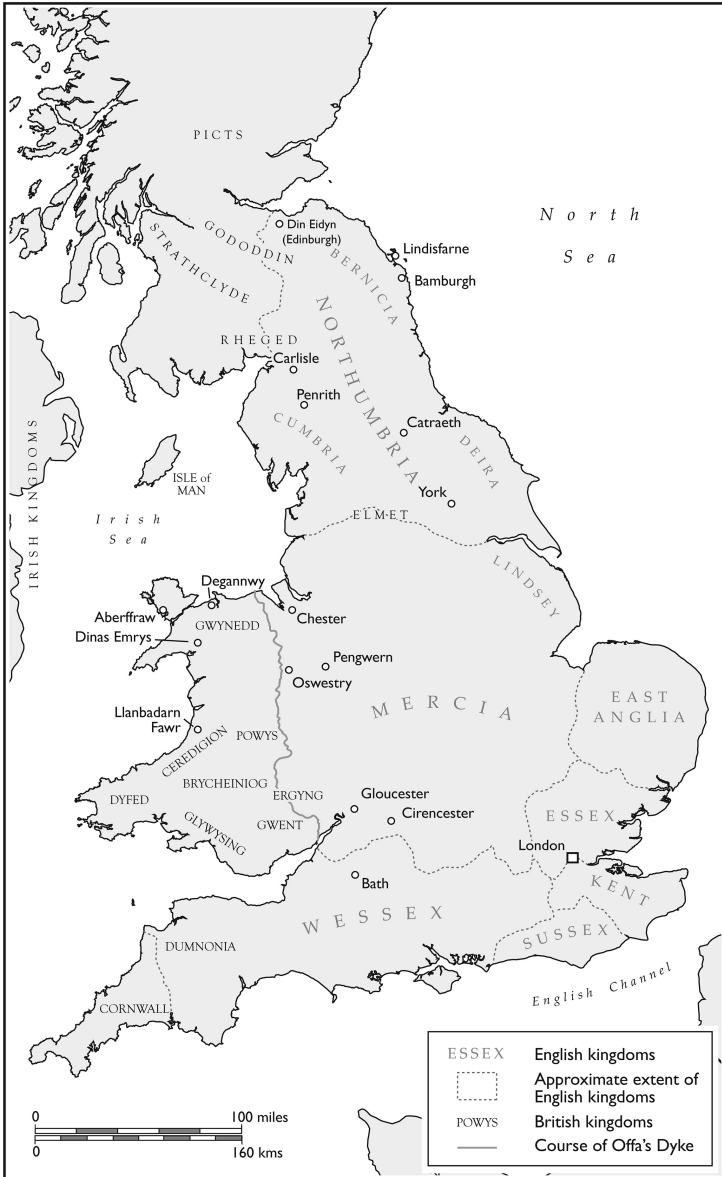 PICTS
North
Sea
Din Eidyn
(Edinburgh)
GODODDIN
STRATHCLYDE
BERNICIA
Lindisfarne
Bamburgh
NORTHUMBRIA
RHEGED
Carlisle
Penrith
CUMBRIA
Catraeth
DEIRA
York
ELMET
ISLE of
MAN
IRISH KINGDOMS
Irish
Sea
LINDSEY
Degannwy
Aberffraw
GWYNEDD
Chester
Dinas Emrys
Pengwern
Oswestry
MERCIA
EAST
ANGLIA
Llanbadarn
Fawr
CEREDIGION
POWYS
BRYCHEINIOG
DYFED
ERGYNG
Gloucester
Cirencester
GLYWYSING
GWENT
ESSEX
London
KENT
Bath
WESSEX
SUSSEX
DUMNONIA
CORNWALL
English Channel
ESSEX English kingdoms
Approximate extent of
English kingdoms
POWYS British kingdoms
Course of Offa's Dyke
0 100 miles
0 160 kms